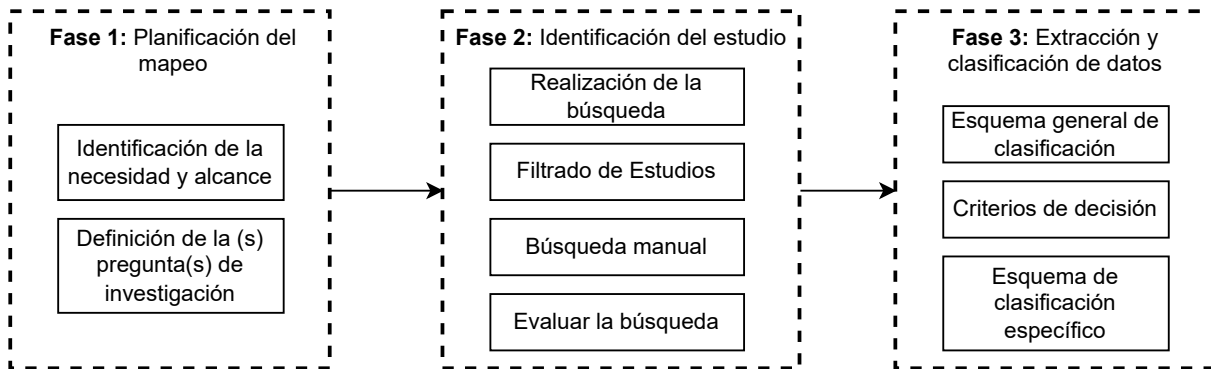 Fase 1: Planificación del
mapeo
Identificación de la
necesidad y alcance
Definición de la (s)
pregunta(s) de
investigación
Fase 2: Identificación del estudio
Realización de la
búsqueda
Filtrado de Estudios
Búsqueda manual
Evaluar la búsqueda
Fase 3: Extracción y
clasificación de datos
Esquema general de
clasificación
Criterios de decisión
Esquema de
clasificación
específico